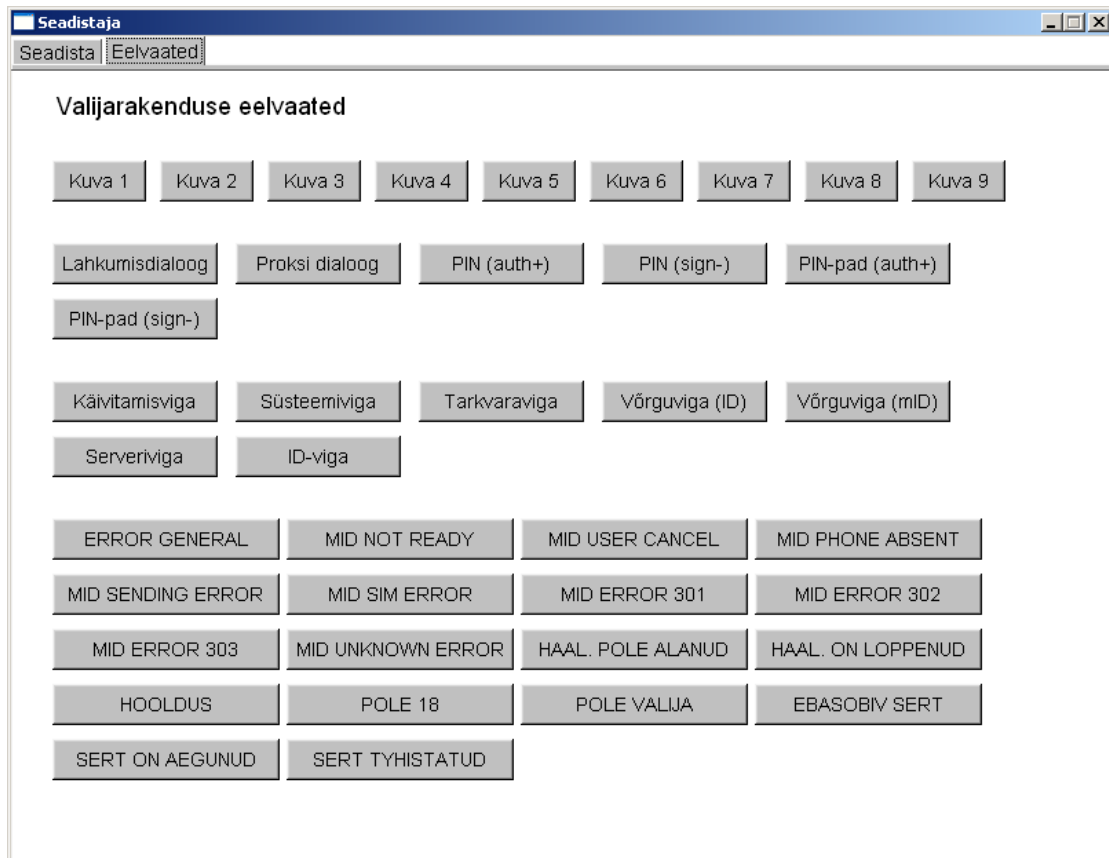 Seadistaja
Seadista Eelvaated
Valijarakenduse eelvaated
Kuva 1 Kuva 2 Kuva 3 Kuva 4 Kuva 5 Kuva 6 Kuva 7 Kuva 8 Kuva 9
Lahkumisdialoog Proksi dialoog PIN (auth+) PIN (sign-) PIN-pad (auth+)
PIN-pad (sign-)
Käivitamisviga Süsteemiviga Tarkvaraviga Võrguviga (ID) Võrguviga (mID)
Serveriviga ID-viga
ERROR GENERAL MID NOT READY MID USER CANCEL MID PHONE ABSENT
MID SENDING ERROR MID SIM ERROR MID ERROR 301 MID ERROR 302
MID ERROR 303 MID UNKNOWN ERROR HAAL. POLE ALANUD HAAL. ON LOPPENUD
HOOLDUS POLE 18 POLE VALIJA EBASOBIV SERT
SERT ON AEGUNUD SERT TYHISTATUD